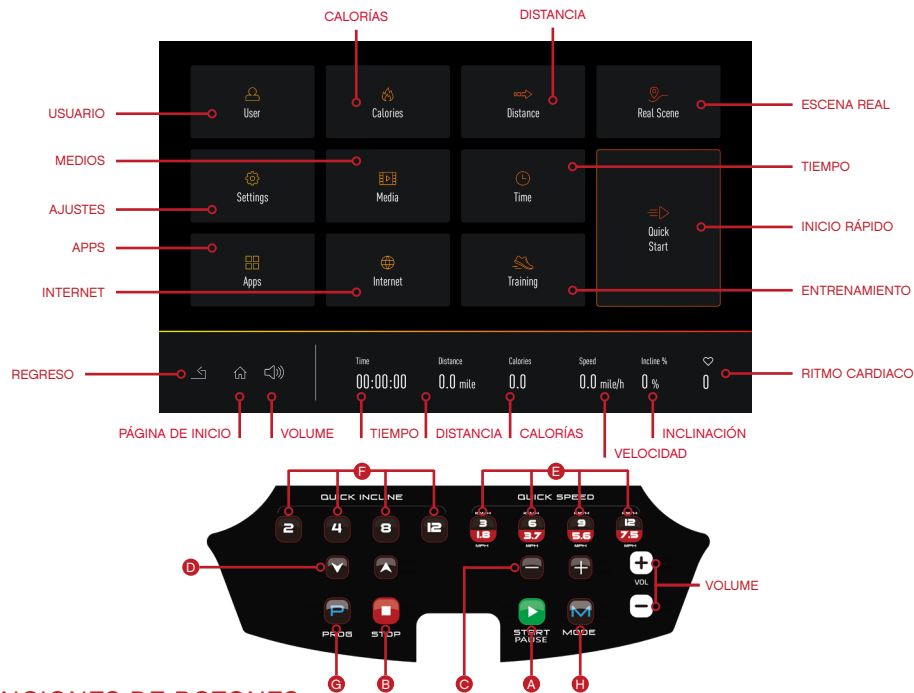 CALORÍAS
DISTANCIA
User
Calories
Distance
Real Scene
USUARIO
ESCENA REAL
MEDIOS
TIEMPO
Settings
Media
Time
AJUSTES
Quick
Start
INICIO RÁPIDO
APPS
Apps
Internet
Training
INTERNET
ENTRENAMIENTO
Time
Distance
Calories
Speed
Incline %
REGRESO
00:00:00
0.0 mile
0.0
0.0 mile/h
0 %
0
RITMO CARDIACO
PÁGINA DE INICIO
VOLUME
TIEMPO
DISTANCIA
CALORÍAS
INCLINACIÓN
VELOCIDAD
F
E
QUICK INCLINE
QUICK SPEED
KM/H
KM/H
KM/H
KM/H
2
4
8
12
3
6
9
12
1.8
3.7
5.6
7.5
MPH
MPH
MPH
MPH
D
+
VOL
VOLUME
P
M
PROG
STOP
START
PAUSE
MODE
G
B
C
A
H